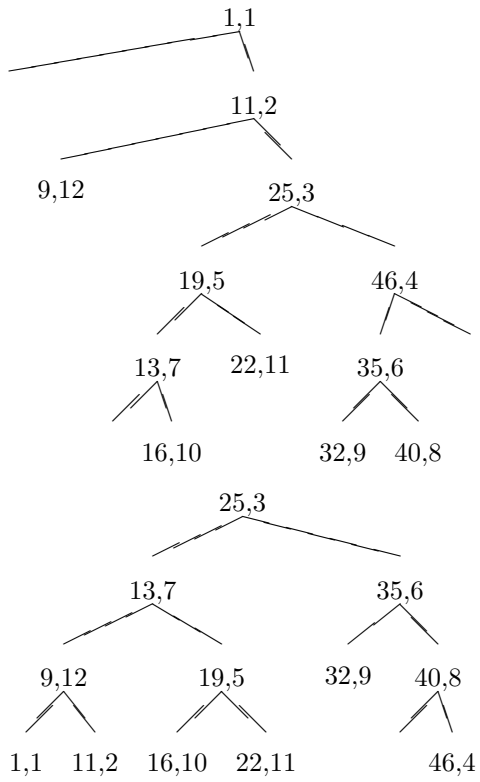 1,1
11,2
9,12 25,3
19,5 46,4
13,7 22,11 35,6
16,10 32,9 40,8
25,3
13,7 35,6
9,12 19,5 32,9 40,8
1,1 11,2 16,10 22,11 46,4